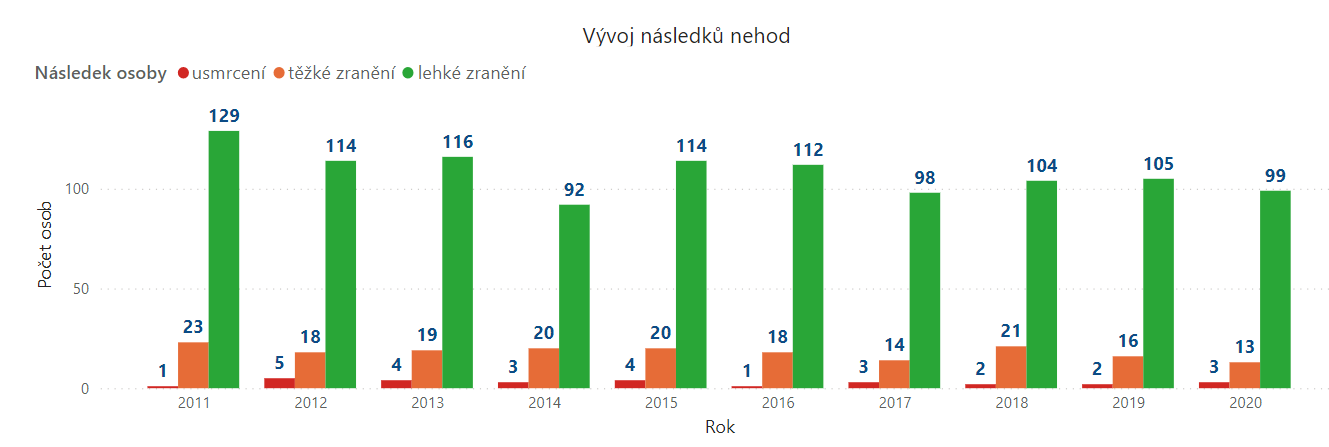 Vývoj následků nehod
Následek osoby usmrcení těžké zranění lehké zranění
Počet osob
100
50
0
1 23 129
5 18 114
4 19 116
3 20 92
4 20 114
1 18 112
3 14 98
2 21 104
2 16 105
3 13 99
2011 2012 2013 2014 2015 2016 2017 2018 2019 2020
Rok